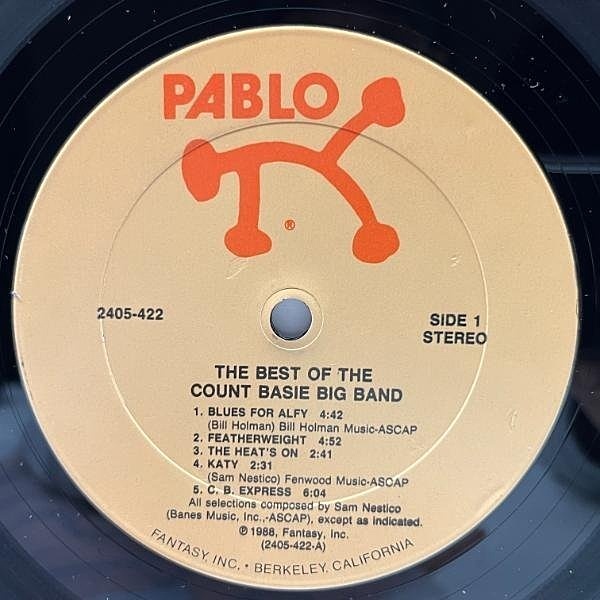 PABLO
®
2405-422
SIDE 1
STEREO
THE BEST OF THE
COUNT BASIE BIG BAND
1. BLUES FOR ALFY 4:42
(Bill Holman) Bill Holman Music-ASCAP
2. FEATHERWEIGHT 4:52
3. THE HEAT'S ON 2:41
4. KATY 2:31
(Sam Nestico) Fenwood Music-ASCAP
5. C. B. EXPRESS 6:04
All selections composed by Sam Nestico
(Banes Music, Inc.,-ASCAP), except as indicated.
℗ 1988, Fantasy, Inc.
(2405-422-A)
FANTASY, INC. • BERKELEY, CALIFORNIA